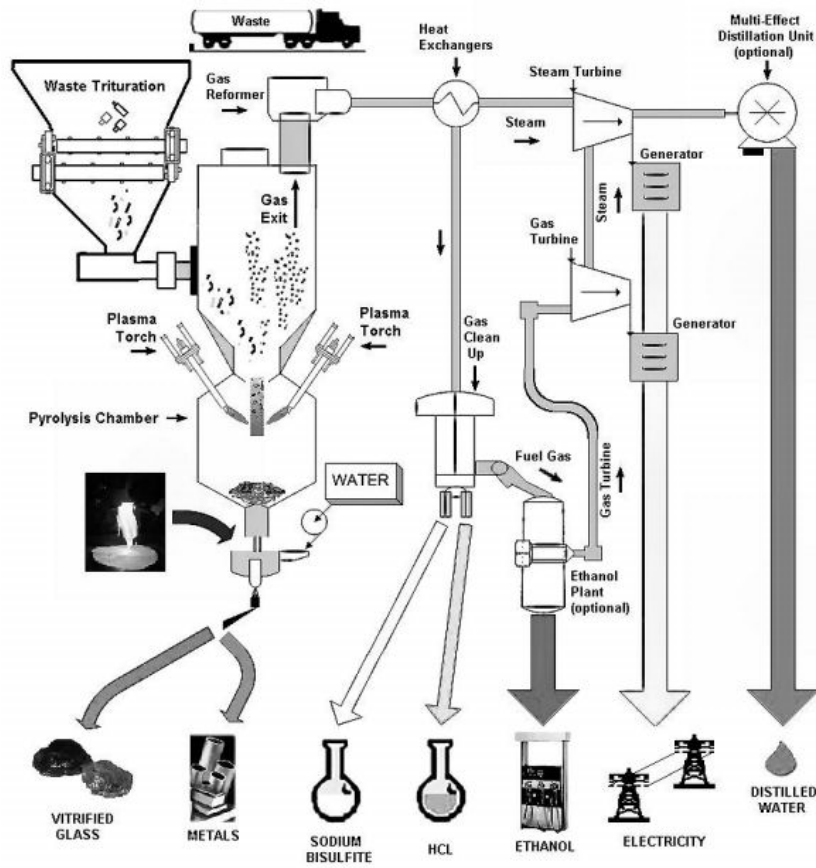 Waste
Heat
Exchangers
Multi-Effect
Distillation Unit
(optional)
Waste Trituration
Gas
Reformer
Steam Turbine
Steam
Generator
Gas
Exit
Steam
Gas
Turbine
Plasma
Torch
Plasma
Torch
Gas
Clean
Up
Generator
Pyrolysis Chamber
WATER
Fuel Gas
Gas Turbine
Ethanol
Plant
(optional)
VITRIFIED
GLASS
METALS
SODIUM
BISULFITE
HCL
ETHANOL
ELECTRICITY
DISTILLED
WATER